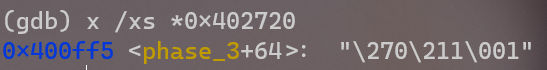 (gdb) x /xs *0x402720
0x400ff5 <phase_3+64>: "\270\211\001"